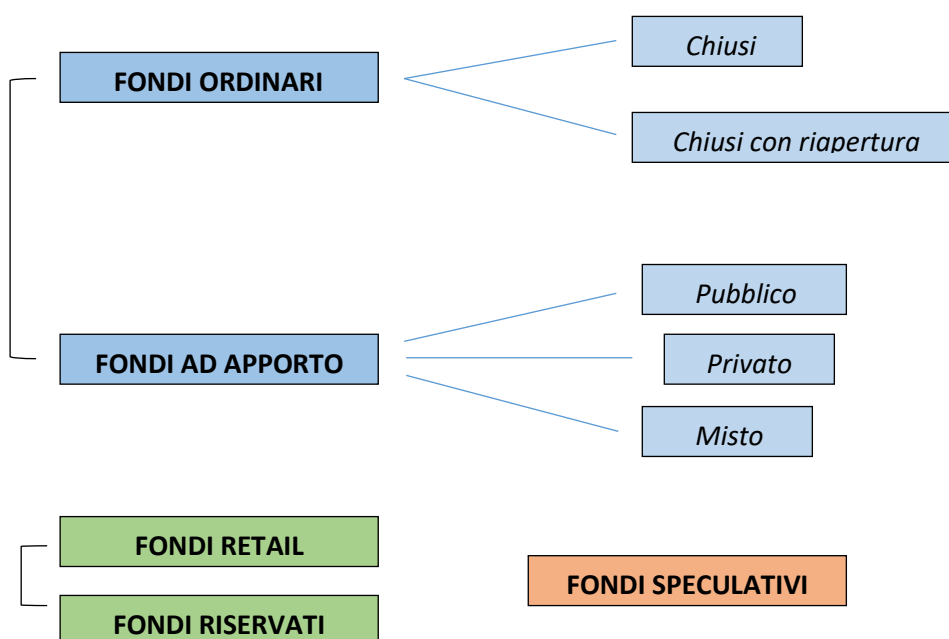 Chiusi
FONDI ORDINARI
Chiusi con riapertura
Pubblico
FONDI AD APPORTO
Privato
Misto
FONDI RETAIL
FONDI SPECULATIVI
FONDI RISERVATI